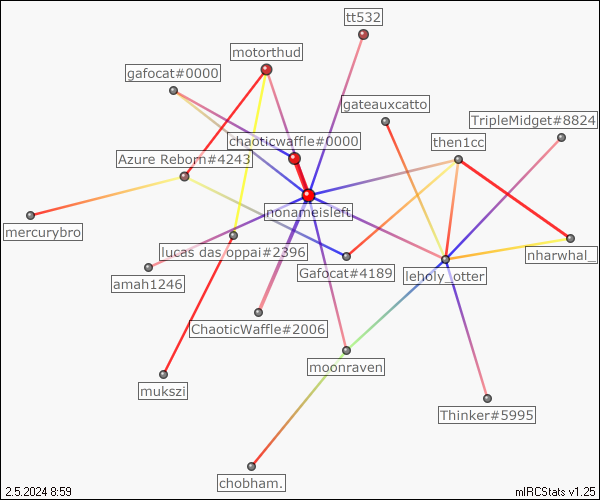 tt532
motorthud
gafocat#0000
gateauxcatto
TripleMidget#8824
chaoticwaffle#0000
then1cc
Azure Reborn#4243
nonameisleft
mercurybro
lucas das oppai#2396
nharwhal_
amah1246
Gafocat#4189
leholy_otter
ChaoticWaffle#2006
moonraven
mukszi
Thinker#5995
chobham.
2.5.2024 8:59
mIRCStats v1.25